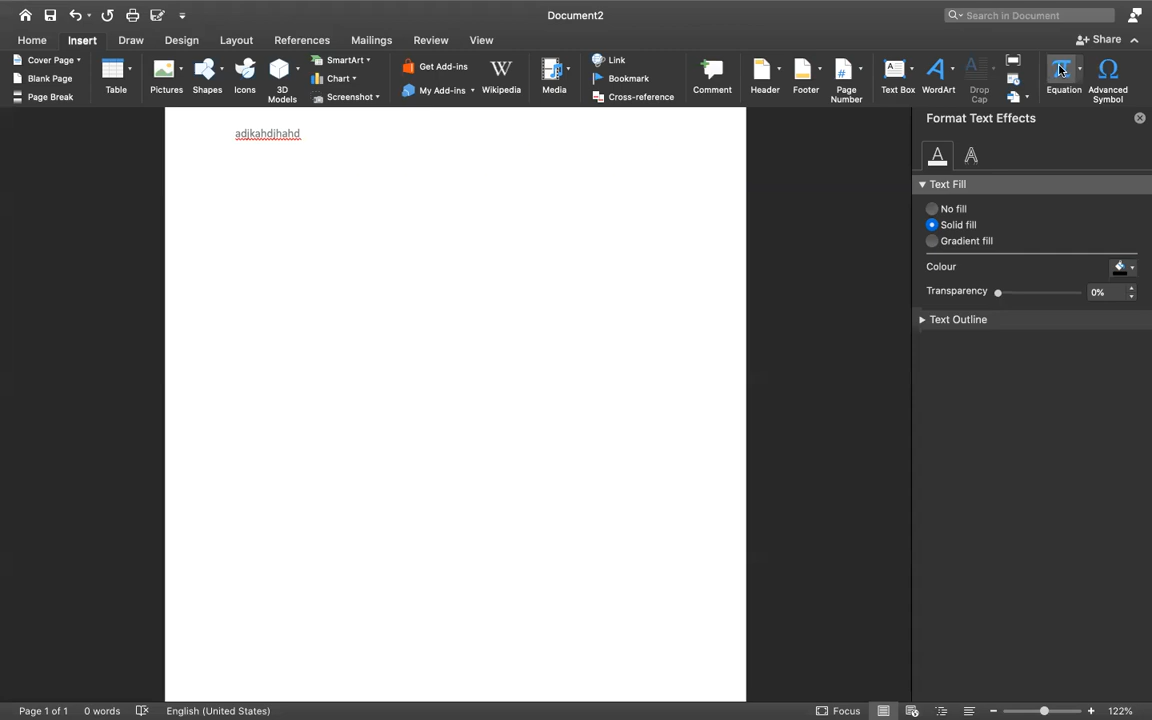 Document2
Search in Document
Home Insert Draw Design Layout References Mailings Review View
Share
Cover Page
Blank Page
Page Break
Table
Pictures
Shapes
Icons
3D
Models
SmartArt
Chart
Screenshot
Get Add-ins
My Add-ins
Wikipedia
Media
Link
Bookmark
Cross-reference
Comment
Header
Footer
Page
Number
Text Box
WordArt
Drop
Cap
Equation
Advanced
Symbol
adjkahdjhahd
Format Text Effects
Text Fill
No fill
Solid fill
Gradient fill
Colour
Transparency 0%
Text Outline
Page 1 of 1 0 words English (United States) Focus 122%